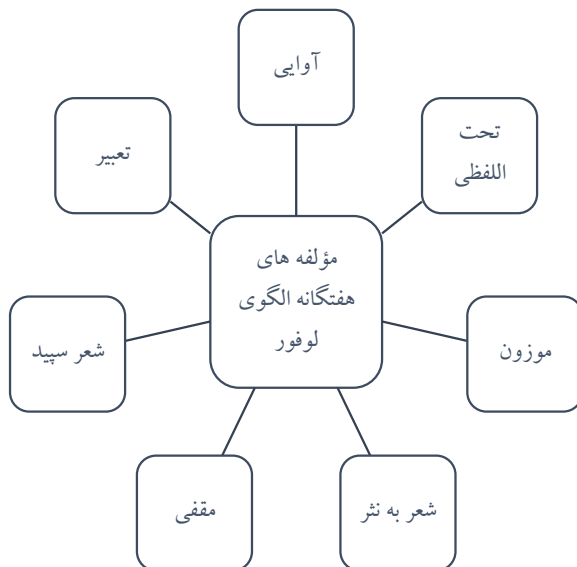 آوایی
تحت
اللفظی
موزون
شعر به نثر
مقفی
شعر سپید
تعبیر
مؤلفه های
هفتگانه الگوی
لوفور